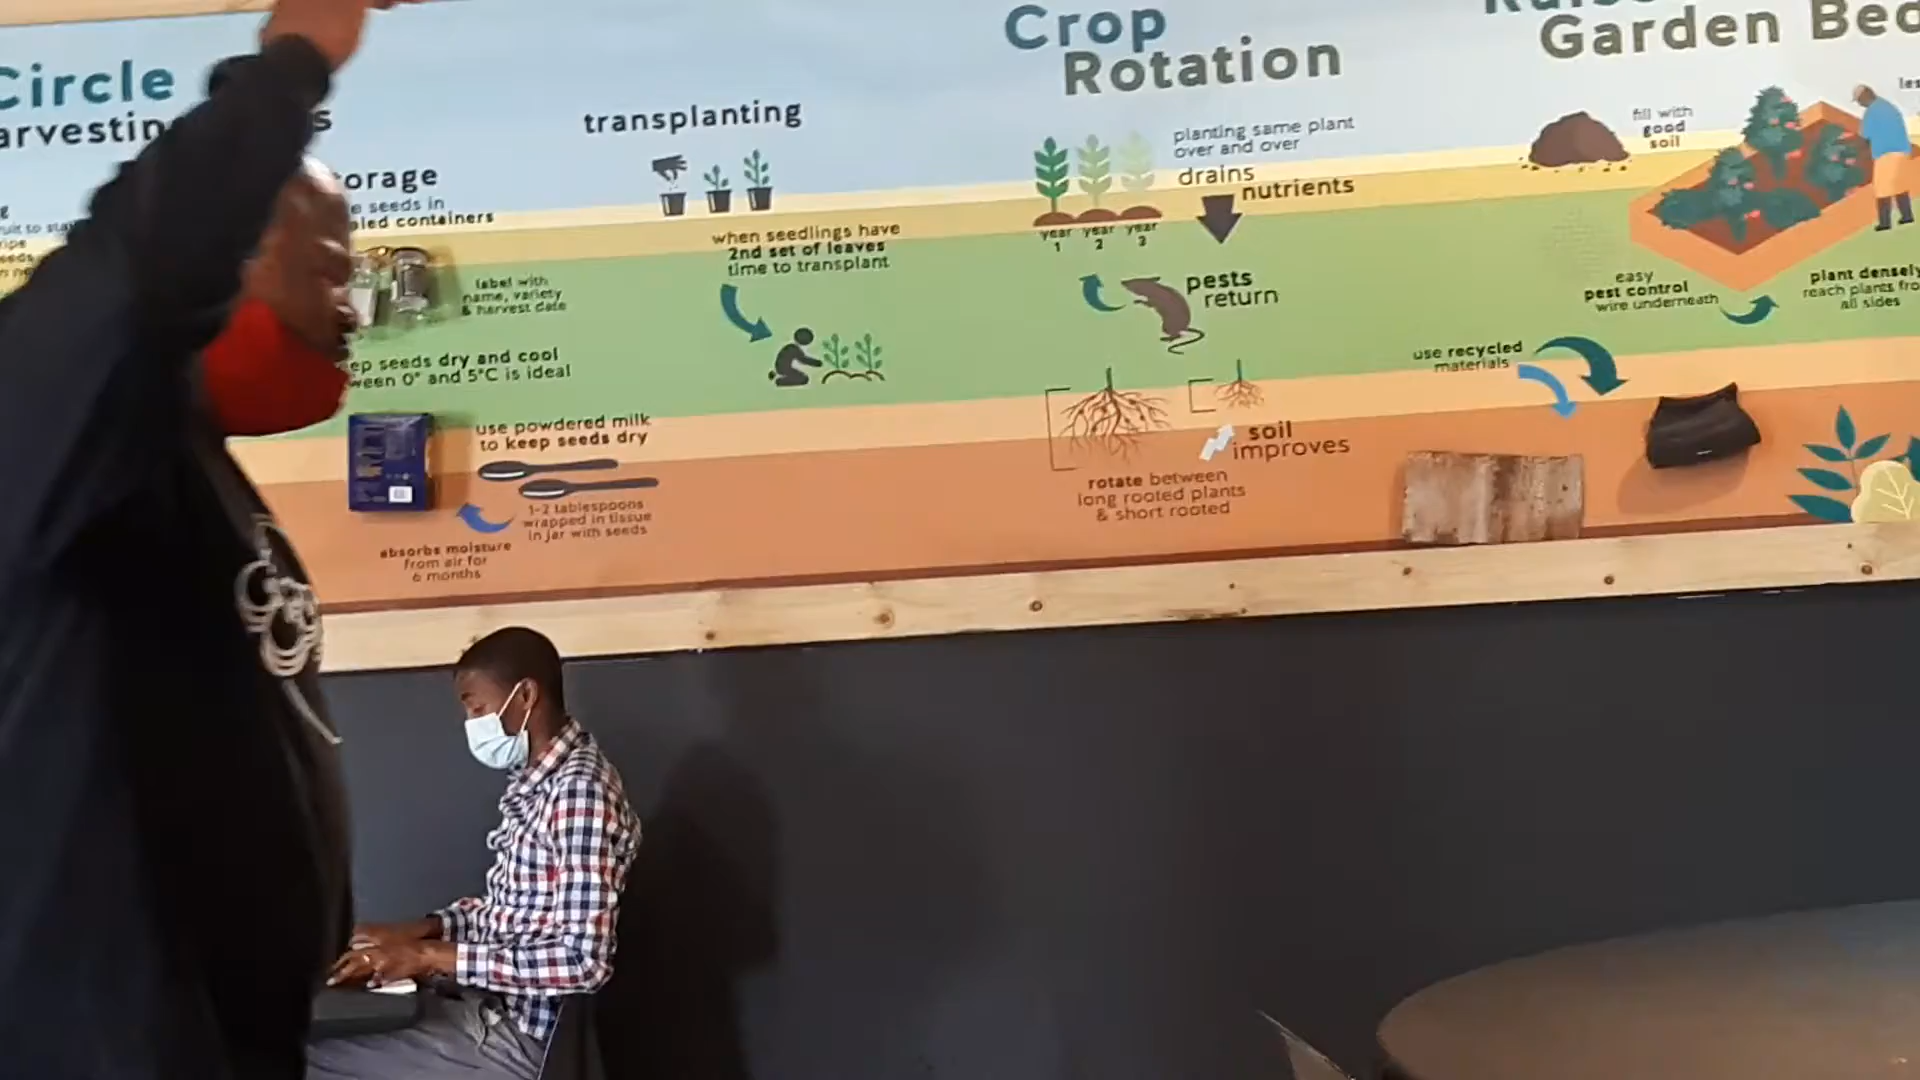 Circle
arvestin
s
orage
e seeds in
aled containers
label with
name, variety
& harvest date
ep seeds dry and cool
ween 0° and 5°C is ideal
use powdered milk
to keep seeds dry
1-2 tablespoons
wrapped in tissue
in jar with seeds
absorbs moisture
from air for
6 months
transplanting
when seedlings have
2nd set of leaves
time to transplant
Crop
Rotation
planting same plant
over and over
drains
nutrients
year year year
1 2 3
pests
return
soil
improves
rotate between
long rooted plants
& short rooted
Garden Bed
fill with
good
soil
les
easy
pest control
wire underneath
plant densely
reach plants fro
all sides
use recycled
materials